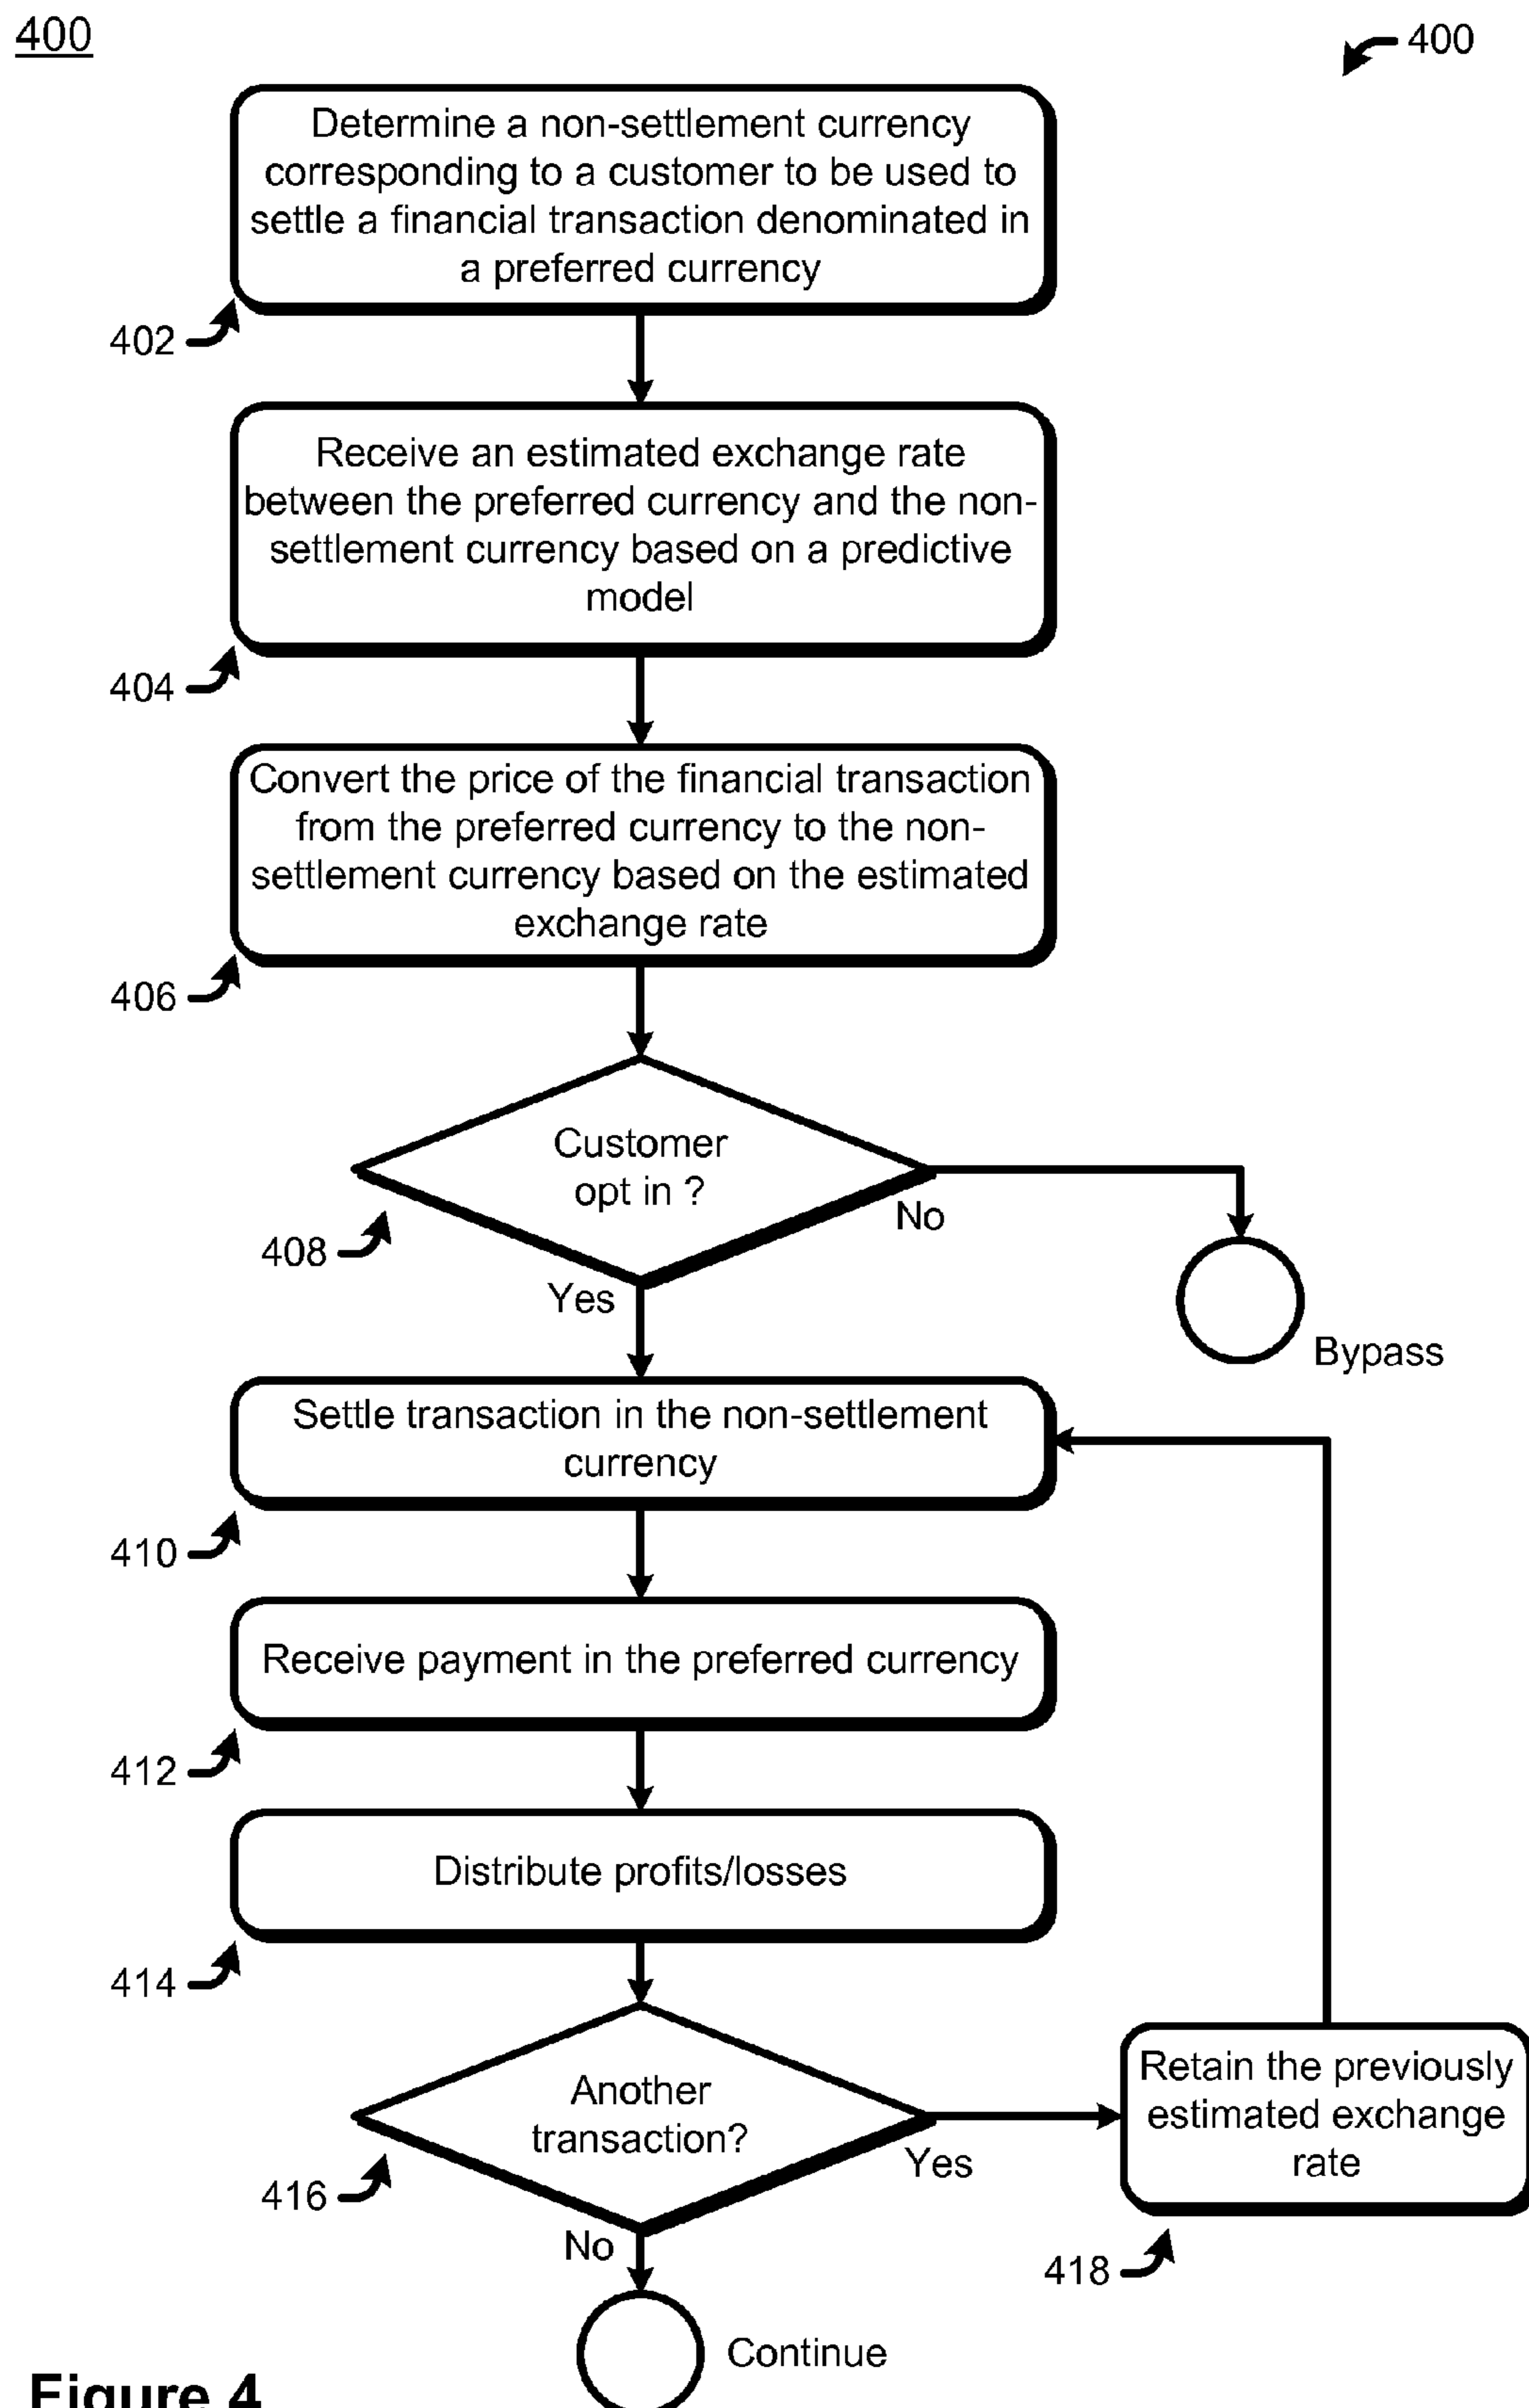 400
400
Determine a non-settlement currency
corresponding to a customer to be used to
settle a financial transaction denominated in
a preferred currency
402
Receive an estimated exchange rate
between the preferred currency and the non-
settlement currency based on a predictive
model
404
Convert the price of the financial transaction
from the preferred currency to the non-
settlement currency based on the estimated
exchange rate
406
Customer
opt in ?
No
408
Yes
Bypass
Settle transaction in the non-settlement
currency
410
Receive payment in the preferred currency
412
Distribute profits/losses
414
Another
transaction?
Yes
416
No
Retain the previously
estimated exchange
rate
418
Continue
Figure 4